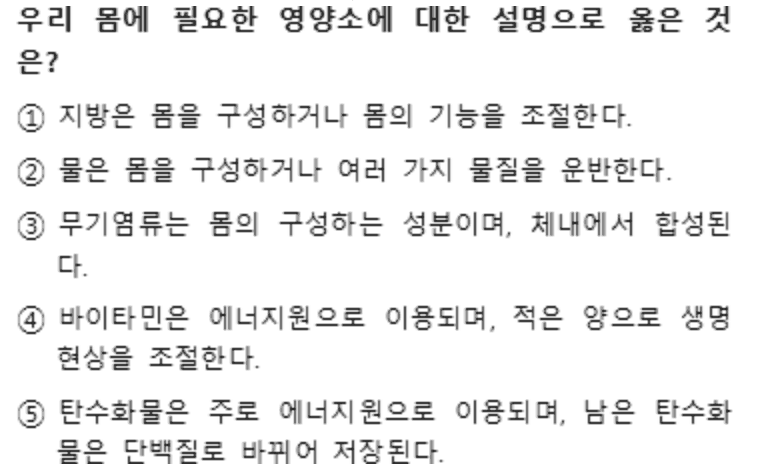 우리 몸에 필요한 영양소에 대한 설명으로 옳은 것
은?
① 지방은 몸을 구성하거나 몸의 기능을 조절한다.
② 물은 몸을 구성하거나 여러 가지 물질을 운반한다.
③ 무기염류는 몸의 구성하는 성분이며, 체내에서 합성된
다.
④ 바이타민은 에너지원으로 이용되며, 적은 양으로 생명
현상을 조절한다.
⑤ 탄수화물은 주로 에너지원으로 이용되며, 남은 탄수화
물은 단백질로 바뀌어 저장된다.